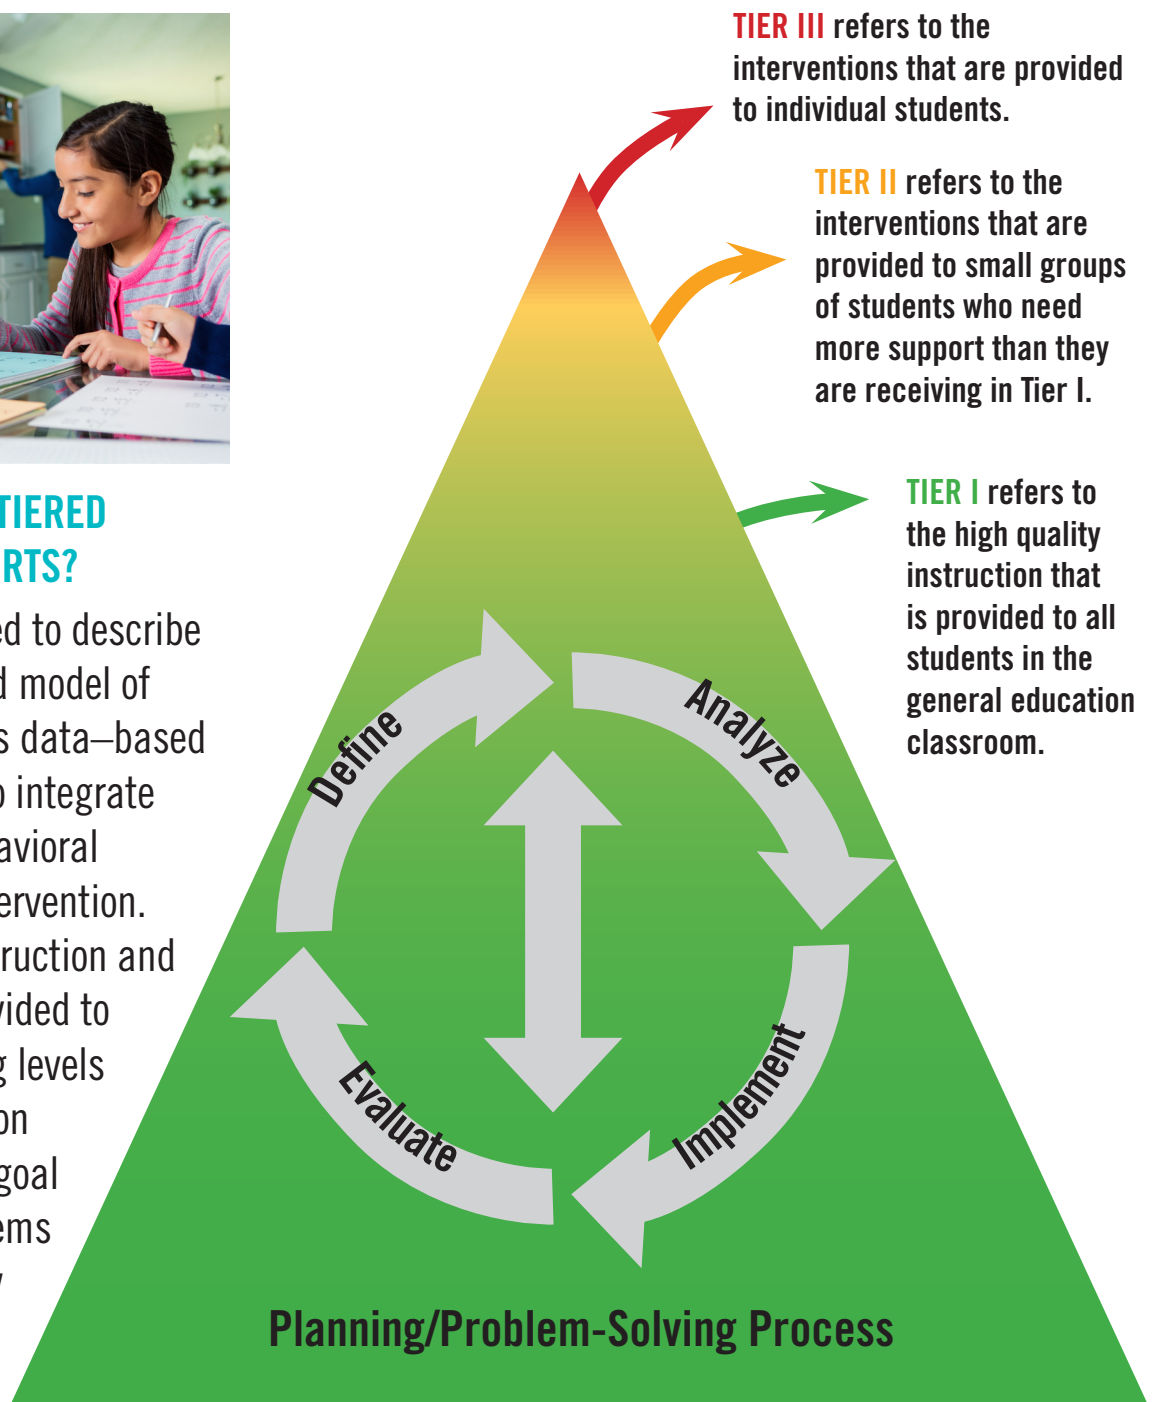 TIER III refers to the
interventions that are provided
to individual students.
TIER II refers to the
interventions that are
provided to small groups
of students who need
more support than they
are receiving in Tier I.
TIER I refers to
the high quality
instruction that
is provided to all
students in the
general education
classroom.
TIERED
RTS?
ed to describe
d model of
s data–based
o integrate
avioral
ervention.
ruction and
vided to
g levels
on
goal
ems
Define
Analyze
Implement
Evaluate
Planning/Problem-Solving Process